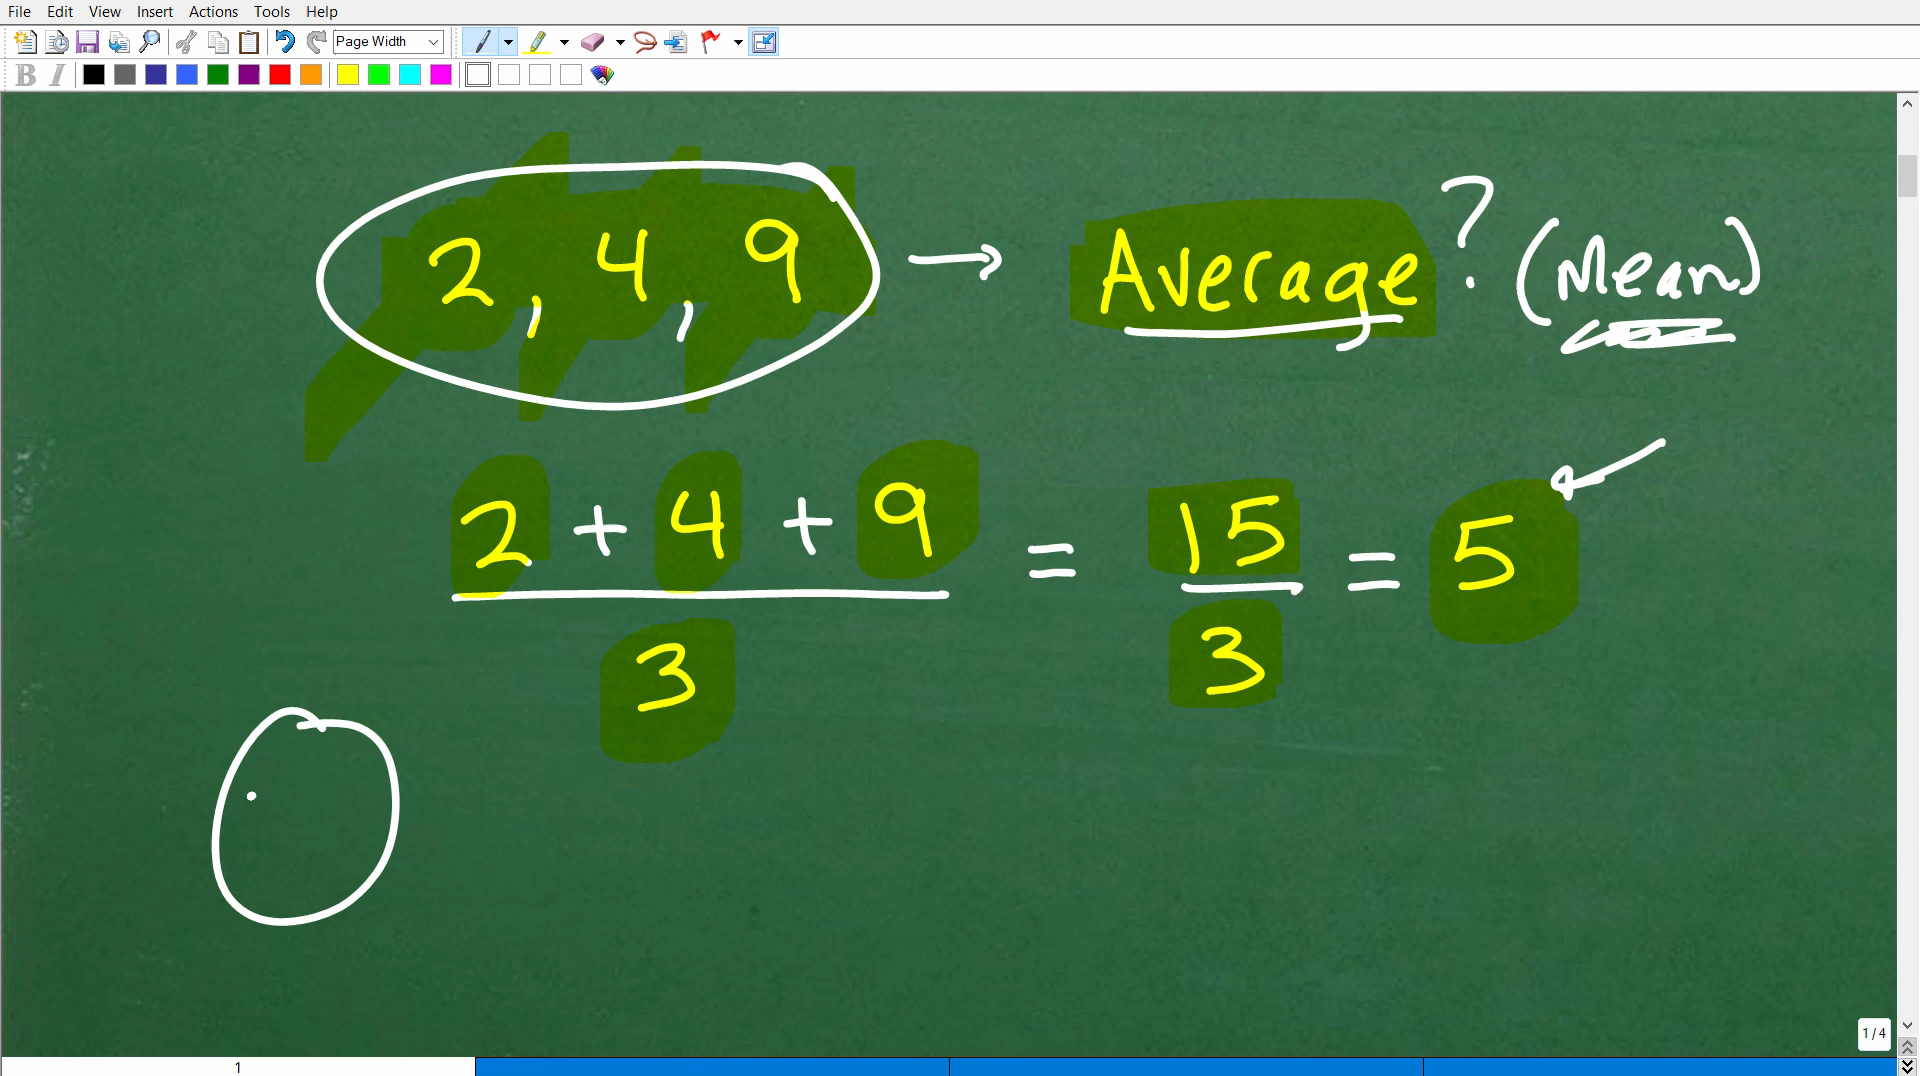 File Edit View Insert Actions Tools Help
Page Width
B I
2, 4, 9 → Average? (Mean)
2 + 4 + 9 = 15 = 5
3 3
1 / 4
1